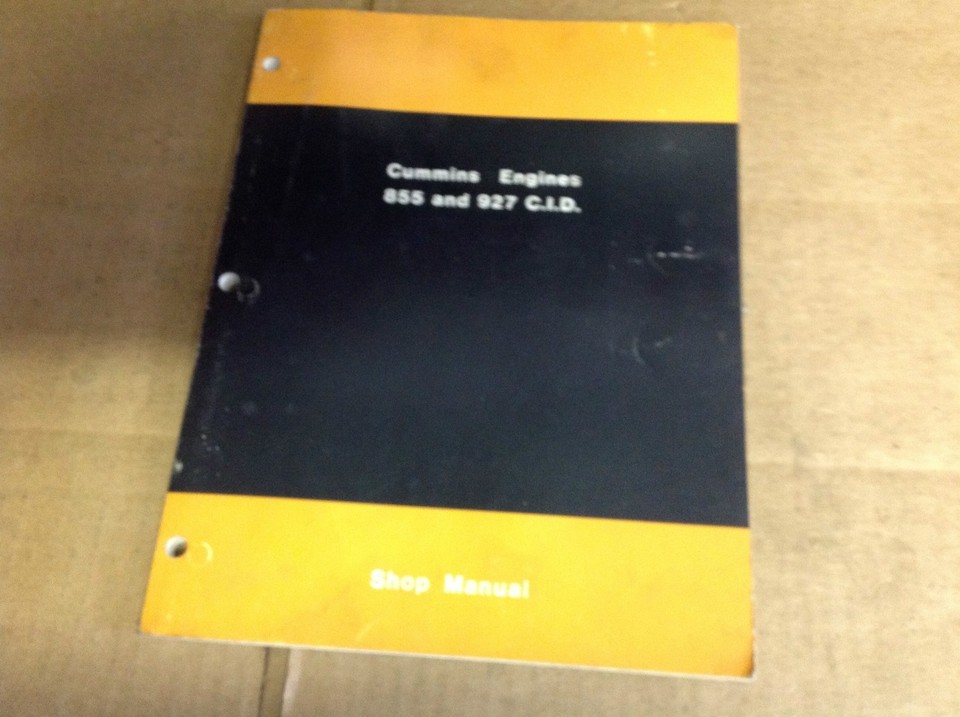 Cummins Engines
855 and 927 C.I.D.
Shop Manual